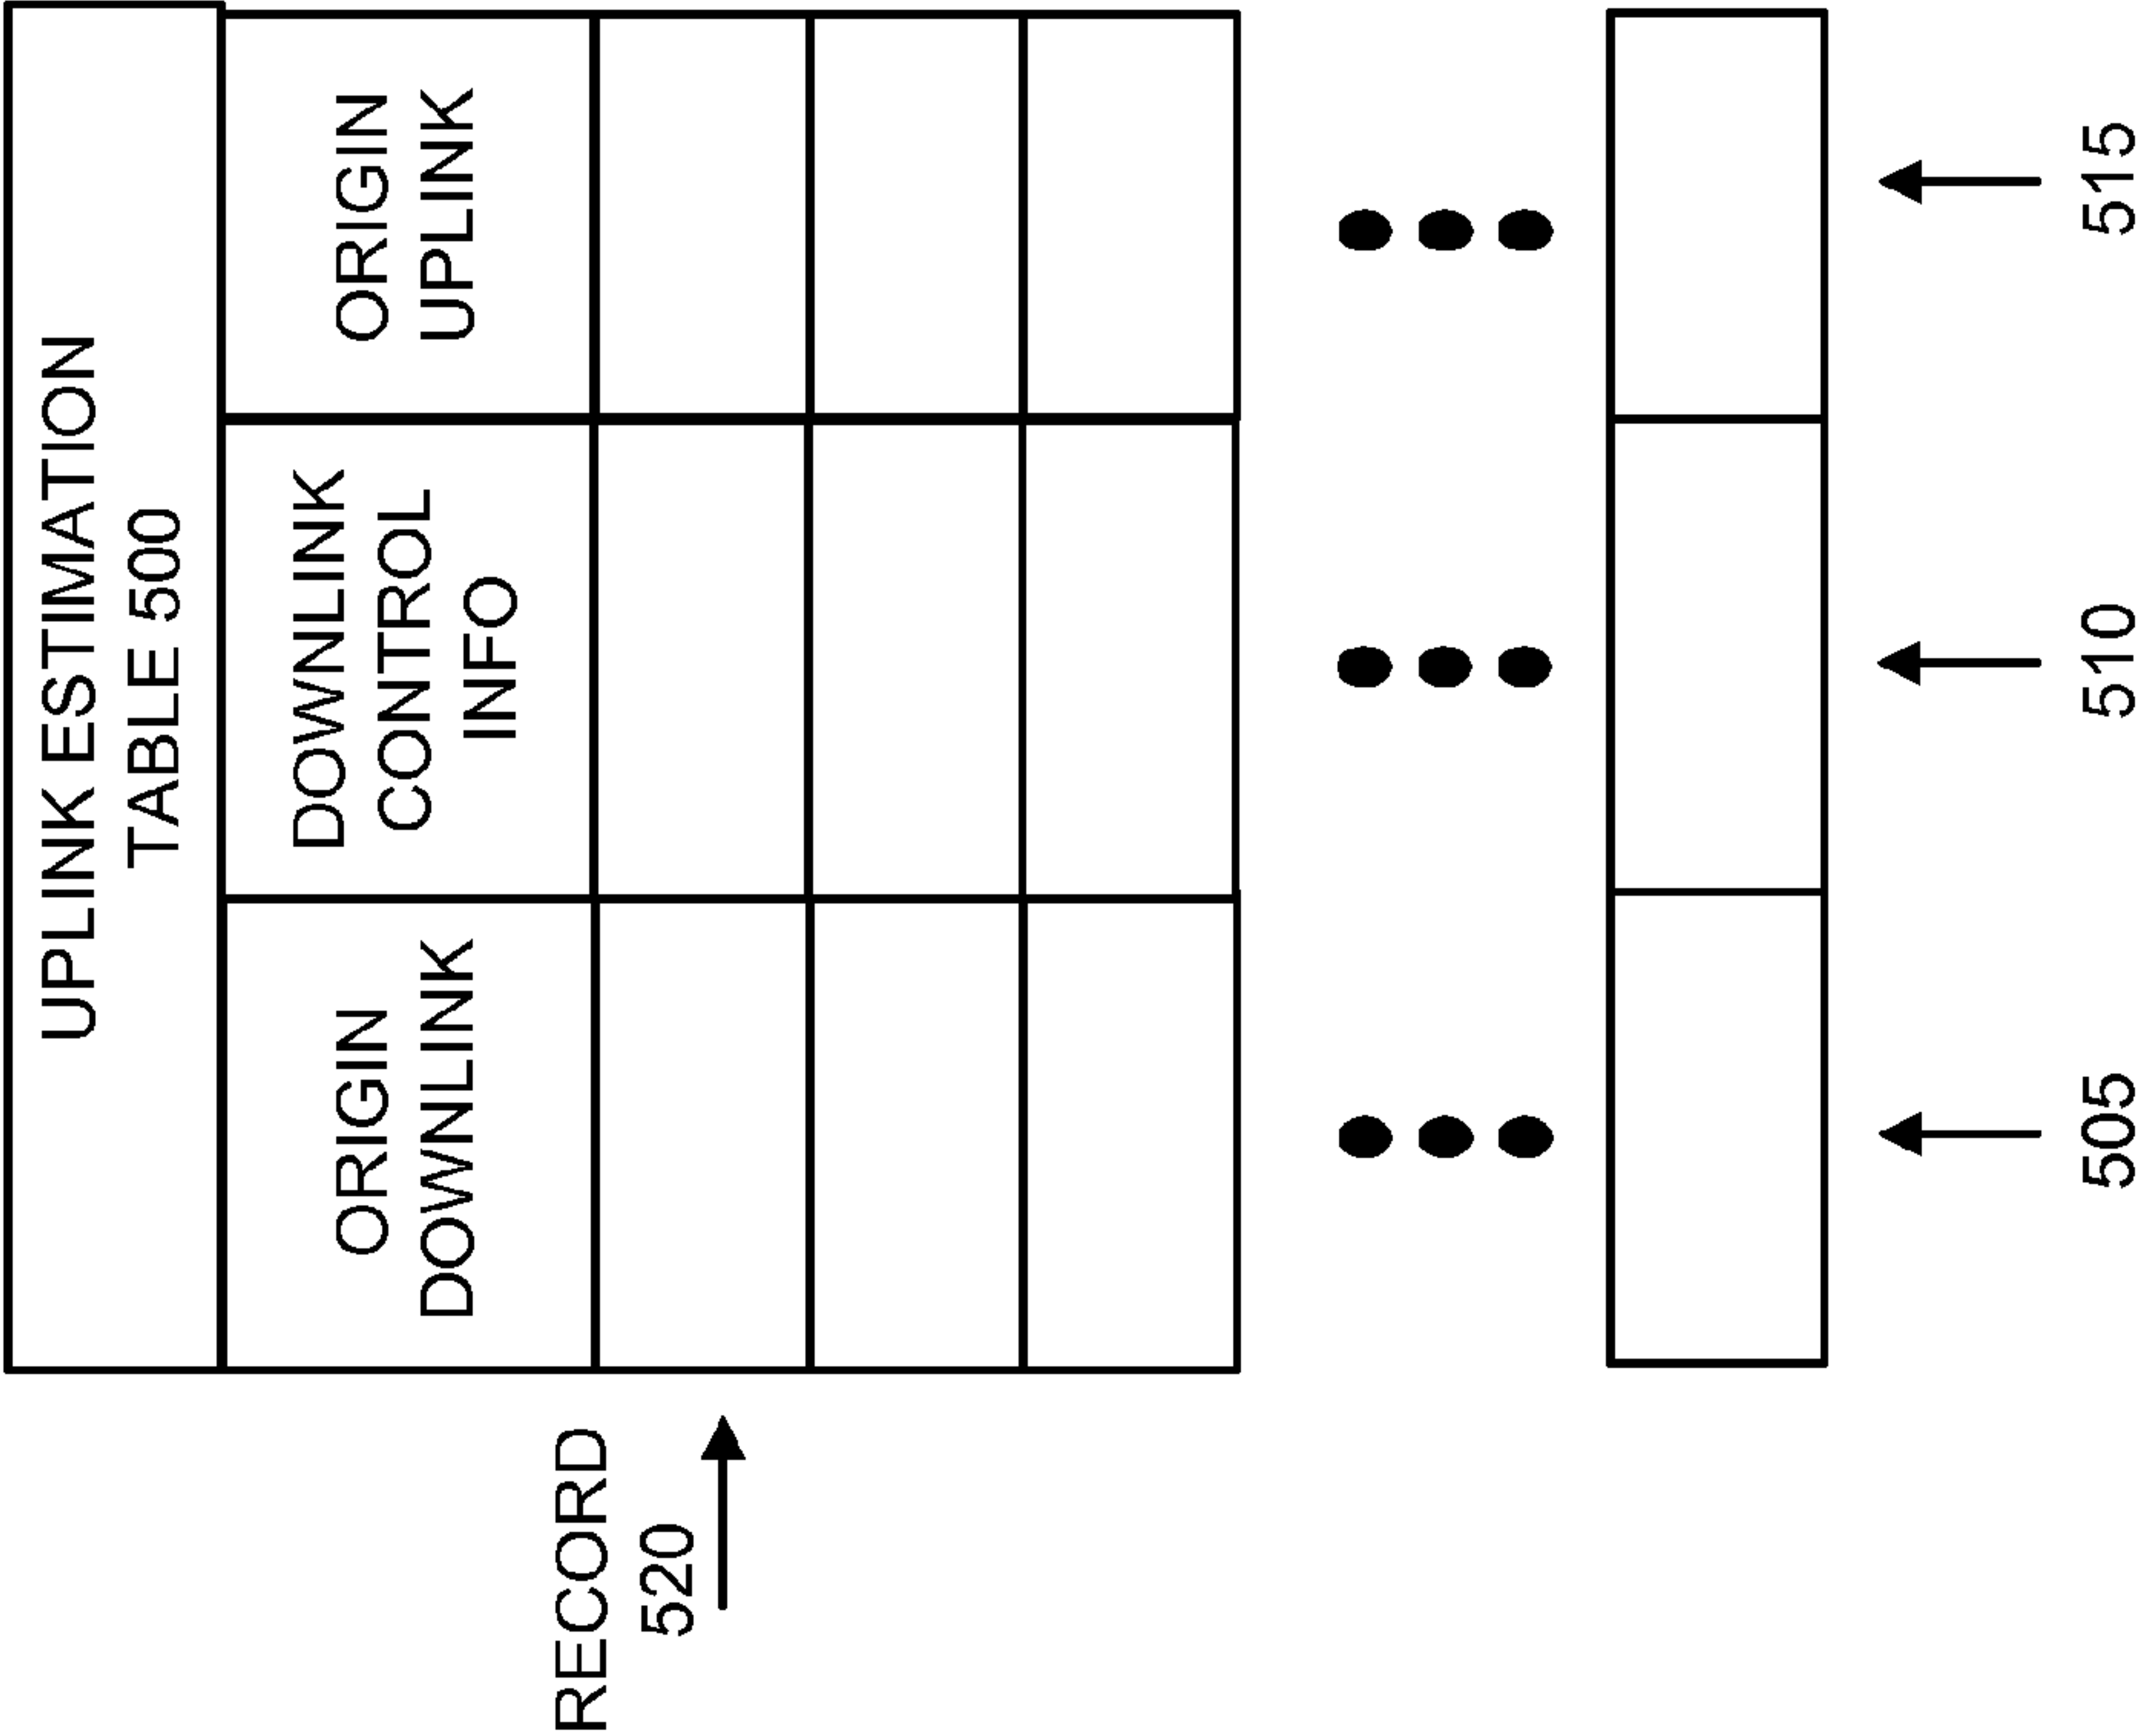 UPLINK ESTIMATION
TABLE 500
ORIGIN
DOWNLINK
DOWNLINK
CONTROL
INFO
ORIGIN
UPLINK
RECORD
520
505
510
515